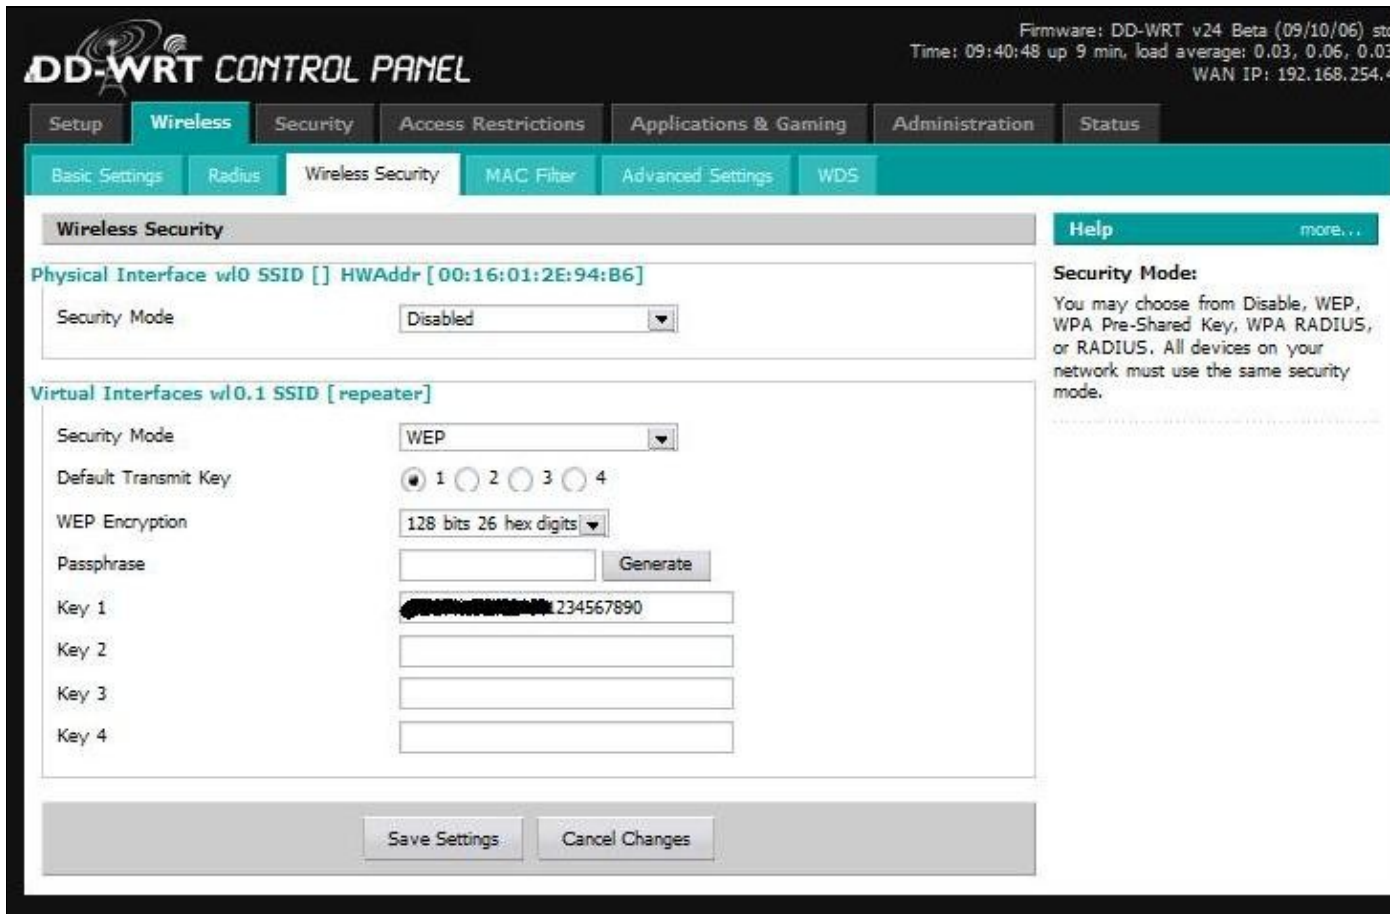 Firmware: DD-WRT v24 Beta (09/10/06) std
Time: 09:40:48 up 9 min, load average: 0.03, 0.06, 0.03
WAN IP: 192.168.254.4
DD-WRT CONTROL PANEL
Setup Wireless Security Access Restrictions Applications & Gaming Administration Status
Basic Settings Radius Wireless Security MAC Filter Advanced Settings WDS
Wireless Security
Physical Interface wl0 SSID [] HWAddr [00:16:01:2E:94:B6]
Security Mode Disabled
Virtual Interfaces wl0.1 SSID [repeater]
Security Mode WEP
Default Transmit Key 1 2 3 4
WEP Encryption 128 bits 26 hex digits
Passphrase Generate
Key 1 1234567890
Key 2
Key 3
Key 4
Save Settings Cancel Changes
Help more...
Security Mode:
You may choose from Disable, WEP,
WPA Pre-Shared Key, WPA RADIUS,
or RADIUS. All devices on your
network must use the same security
mode.